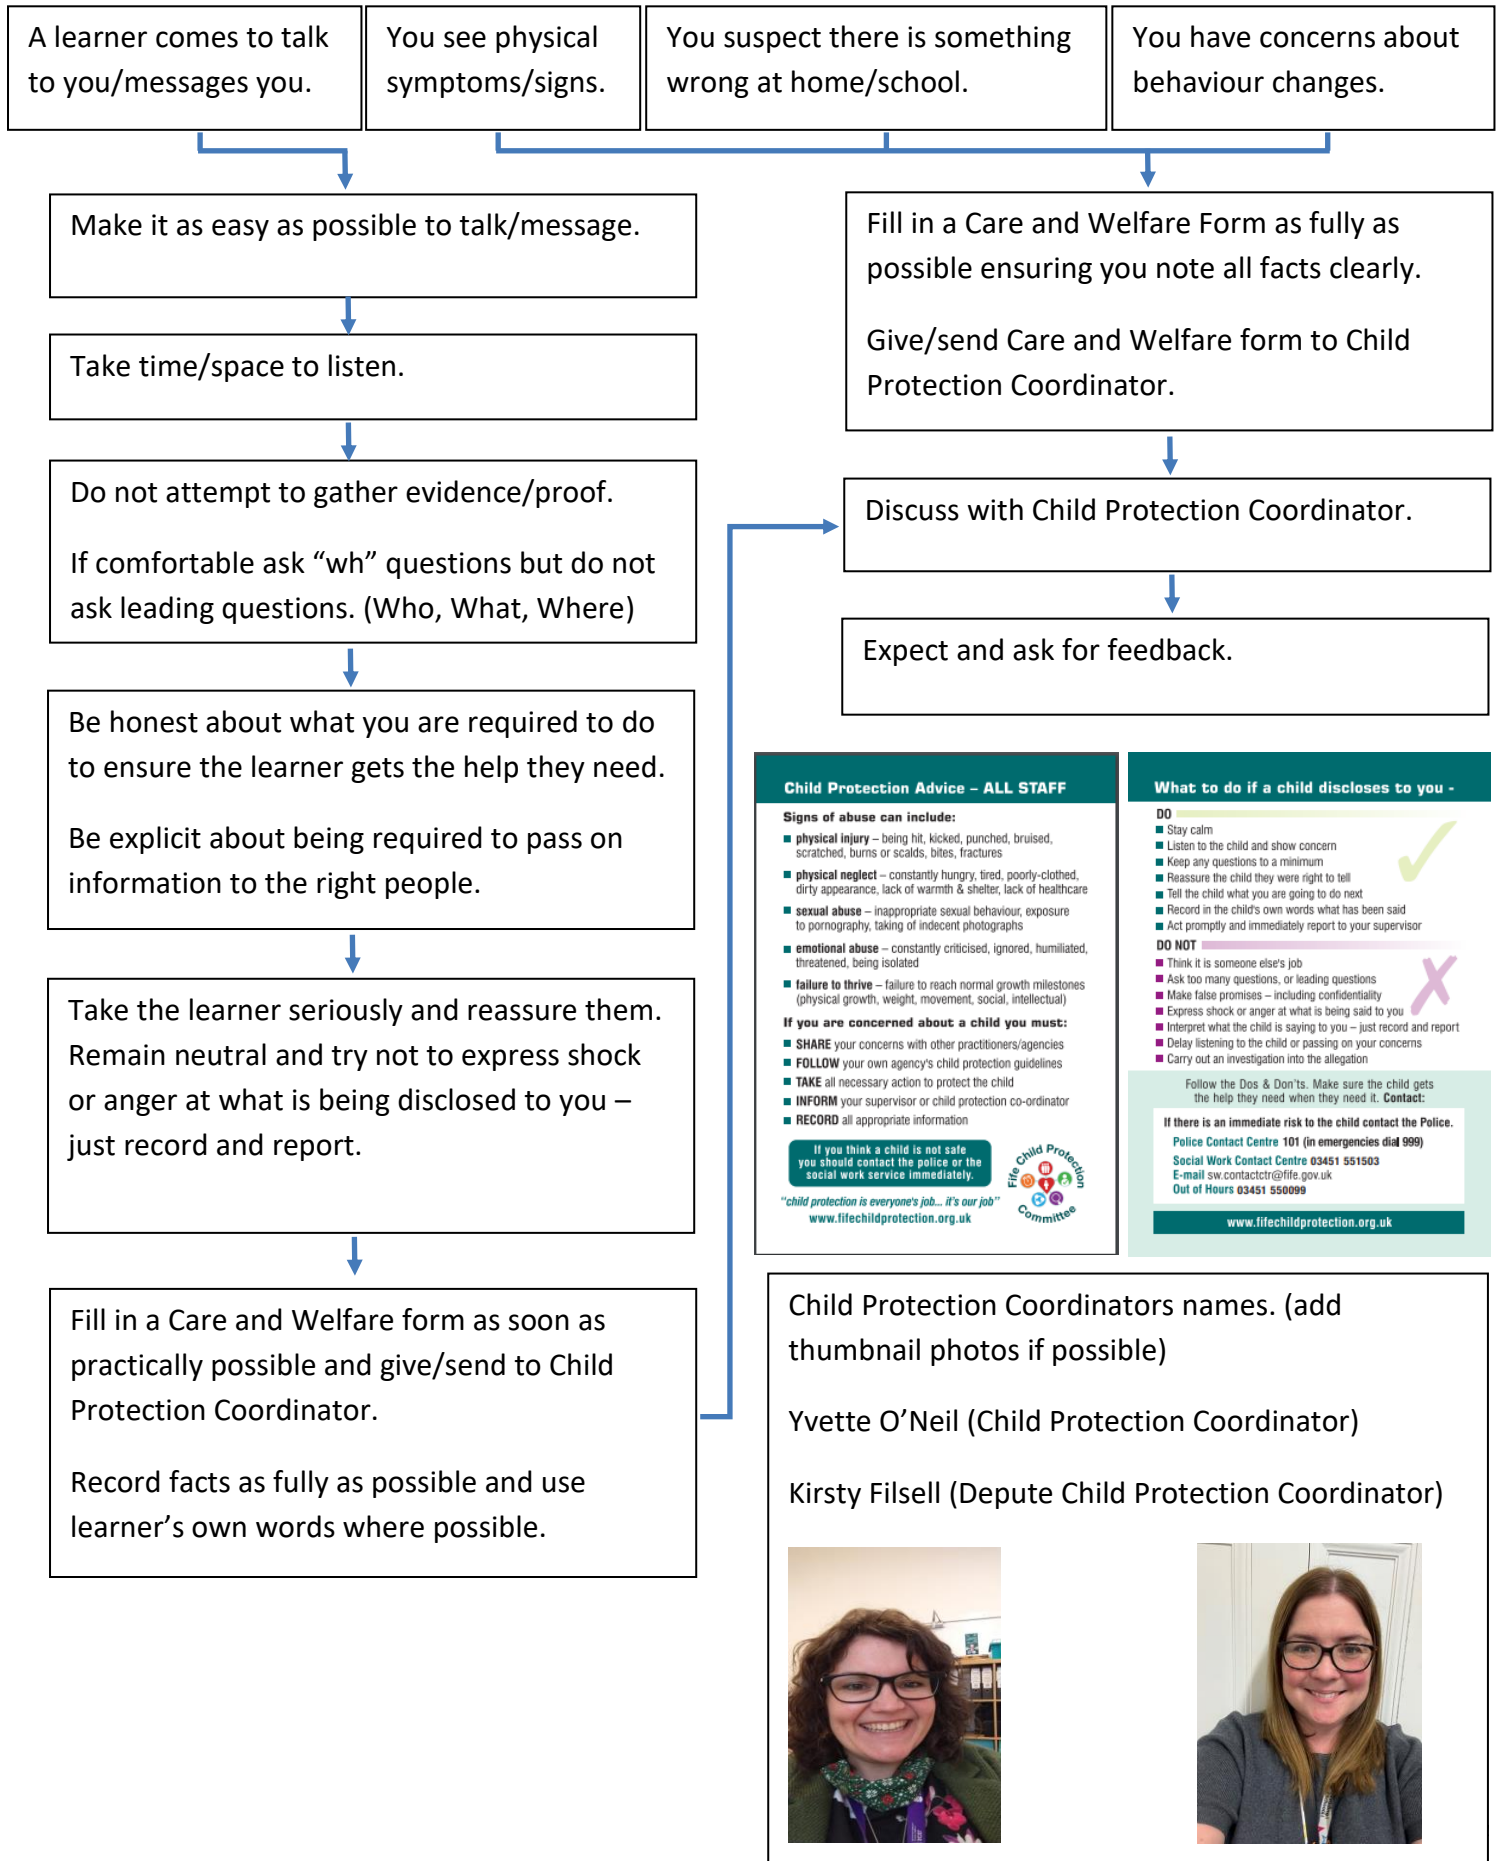 A learner comes to talk
to you/messages you.
You see physical
symptoms/signs.
You suspect there is something
wrong at home/school.
You have concerns about
behaviour changes.
Make it as easy as possible to talk/message.
Take time/space to listen.
Do not attempt to gather evidence/proof.
If comfortable ask “wh” questions but do not
ask leading questions. (Who, What, Where)
Be honest about what you are required to do
to ensure the learner gets the help they need.
Be explicit about being required to pass on
information to the right people.
Take the learner seriously and reassure them.
Remain neutral and try not to express shock
or anger at what is being disclosed to you –
just record and report.
Fill in a Care and Welfare form as soon as
practically possible and give/send to Child
Protection Coordinator.
Record facts as fully as possible and use
learner’s own words where possible.
Fill in a Care and Welfare Form as fully as
possible ensuring you note all facts clearly.
Give/send Care and Welfare form to Child
Protection Coordinator.
Discuss with Child Protection Coordinator.
Expect and ask for feedback.
Child Protection Advice – ALL STAFF
Signs of abuse can include:
physical injury – being hit, kicked, punched, bruised,
scratched, burns or scalds, bites, fractures
physical neglect – constantly hungry, tired, poorly-clothed,
dirty appearance, lack of warmth & shelter, lack of healthcare
sexual abuse – inappropriate sexual behaviour, exposure
to pornography, taking of indecent photographs
emotional abuse – constantly criticised, ignored, humiliated,
threatened, being isolated
failure to thrive – failure to reach normal growth milestones
(physical growth, weight, movement, social, intellectual)
If you are concerned about a child you must:
SHARE your concerns with other practitioners/agencies
FOLLOW your own agency's child protection guidelines
TAKE all necessary action to protect the child
INFORM your supervisor or child protection co-ordinator
RECORD all appropriate information
If you think a child is not safe
you should contact the police or the
social work service immediately.
“child protection is everyone's job... it's our job”
www.fifechildprotection.org.uk
Fife Child Protection
Committee
What to do if a child discloses to you -
DO
Stay calm
Listen to the child and show concern
Keep any questions to a minimum
Reassure the child they were right to tell
Tell the child what you are going to do next
Record in the child's own words what has been said
Act promptly and immediately report to your supervisor
DO NOT
Think it is someone else's job
Ask too many questions, or leading questions
Make false promises – including confidentiality
Express shock or anger at what is being said to you
Interpret what the child is saying to you – just record and report
Delay listening to the child or passing on your concerns
Carry out an investigation into the allegation
Follow the Dos & Don'ts. Make sure the child gets
the help they need when they need it. Contact:
If there is an immediate risk to the child contact the Police.
Police Contact Centre 101 (in emergencies dial 999)
Social Work Contact Centre 03451 551503
E-mail sw.contactctr@fife.gov.uk
Out of Hours 03451 550099
www.fifechildprotection.org.uk
Child Protection Coordinators names. (add
thumbnail photos if possible)
Yvette O’Neil (Child Protection Coordinator)
Kirsty Filsell (Depute Child Protection Coordinator)